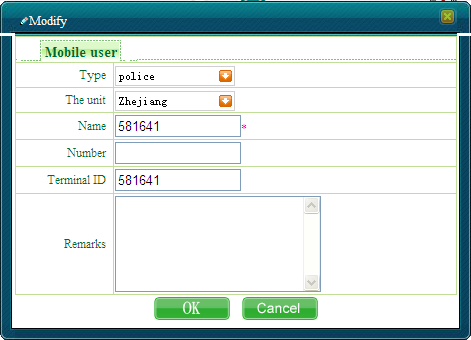 Modify
Mobile user
Type police
The unit Zhejiang
Name 581641 *
Number
Terminal ID 581641
Remarks
OK Cancel